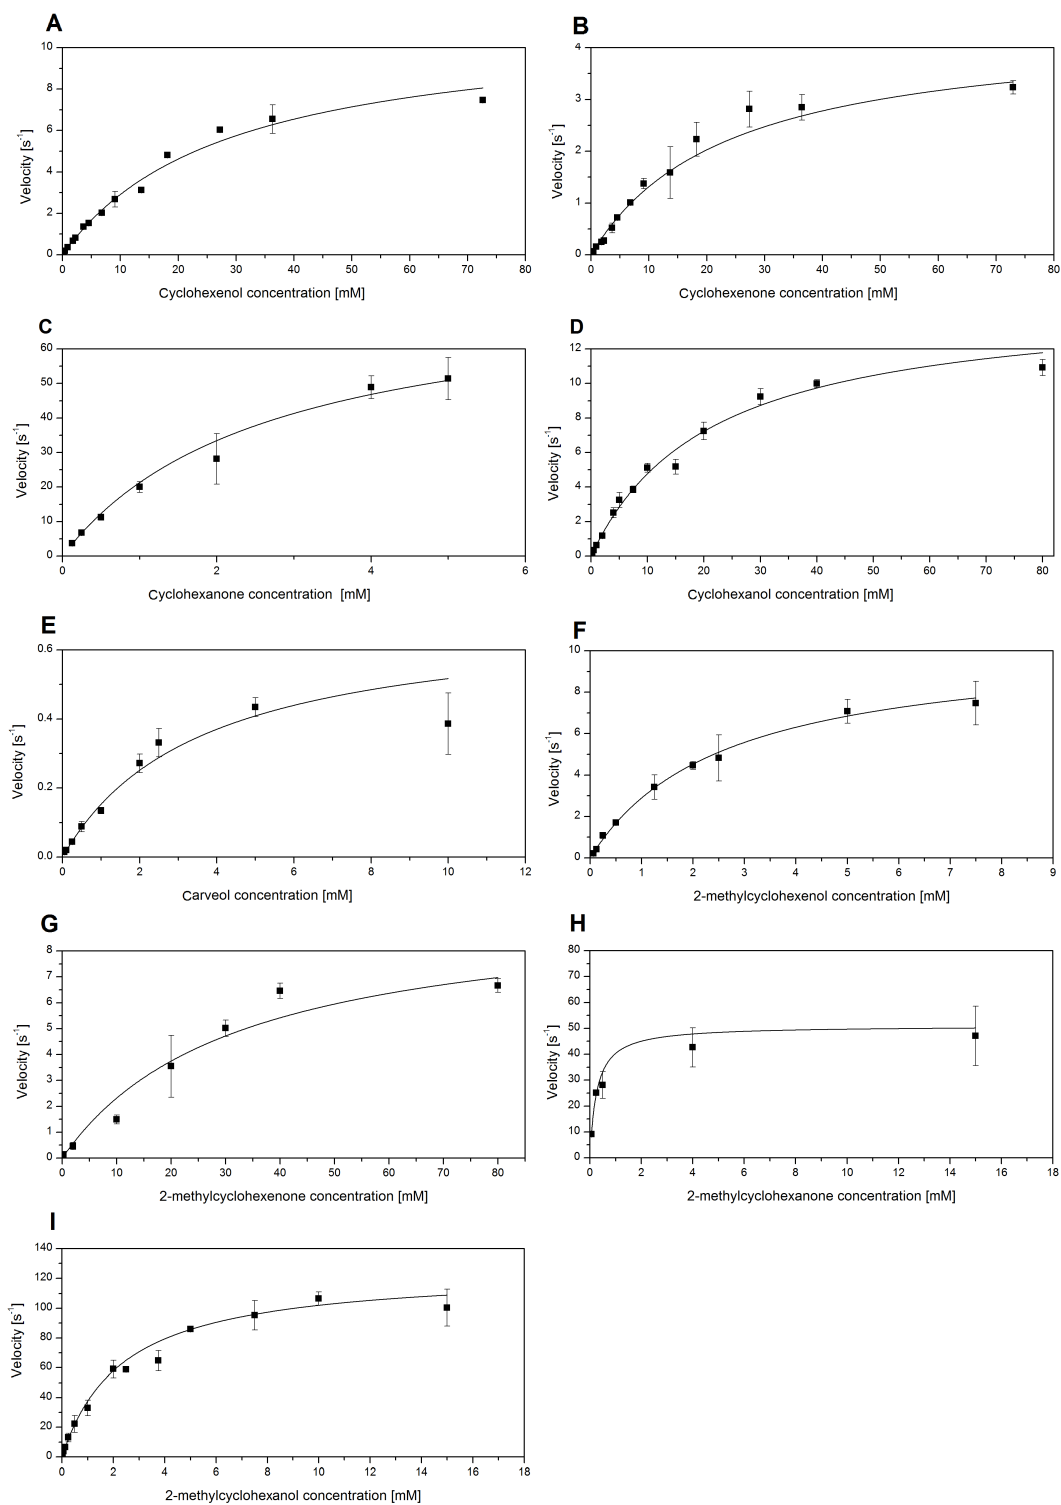 A
10
8
6
4
2
0
Velocity [s-1]
0 10 20 30 40 50 60 70 80
Cyclohexenol concentration [mM]
B
4
3
2
1
0
Velocity [s-1]
0 10 20 30 40 50 60 70 80
Cyclohexenone concentration [mM]
C
60
50
40
30
20
10
0
Velocity [s-1]
0 2 4 6
Cyclohexanone concentration [mM]
D
12
10
8
6
4
2
0
Velocity [s-1]
0 10 20 30 40 50 60 70 80
Cyclohexanol concentration [mM]
E
0.6
0.4
0.2
0.0
Velocity [s-1]
0 2 4 6 8 10 12
Carveol concentration [mM]
F
10
8
6
4
2
0
Velocity [s-1]
0 1 2 3 4 5 6 7 8 9
2-methylcyclohexenol concentration [mM]
G
8
7
6
5
4
3
2
1
0
Velocity [s-1]
0 10 20 30 40 50 60 70 80
2-methylcyclohexenone concentration [mM]
H
80
70
60
50
40
30
20
10
0
Velocity [s-1]
0 2 4 6 8 10 12 14 16 18
2-methylcyclohexanone concentration [mM]
I
140
120
100
80
60
40
20
0
Velocity [s-1]
0 2 4 6 8 10 12 14 16 18
2-methylcyclohexanol concentration [mM]